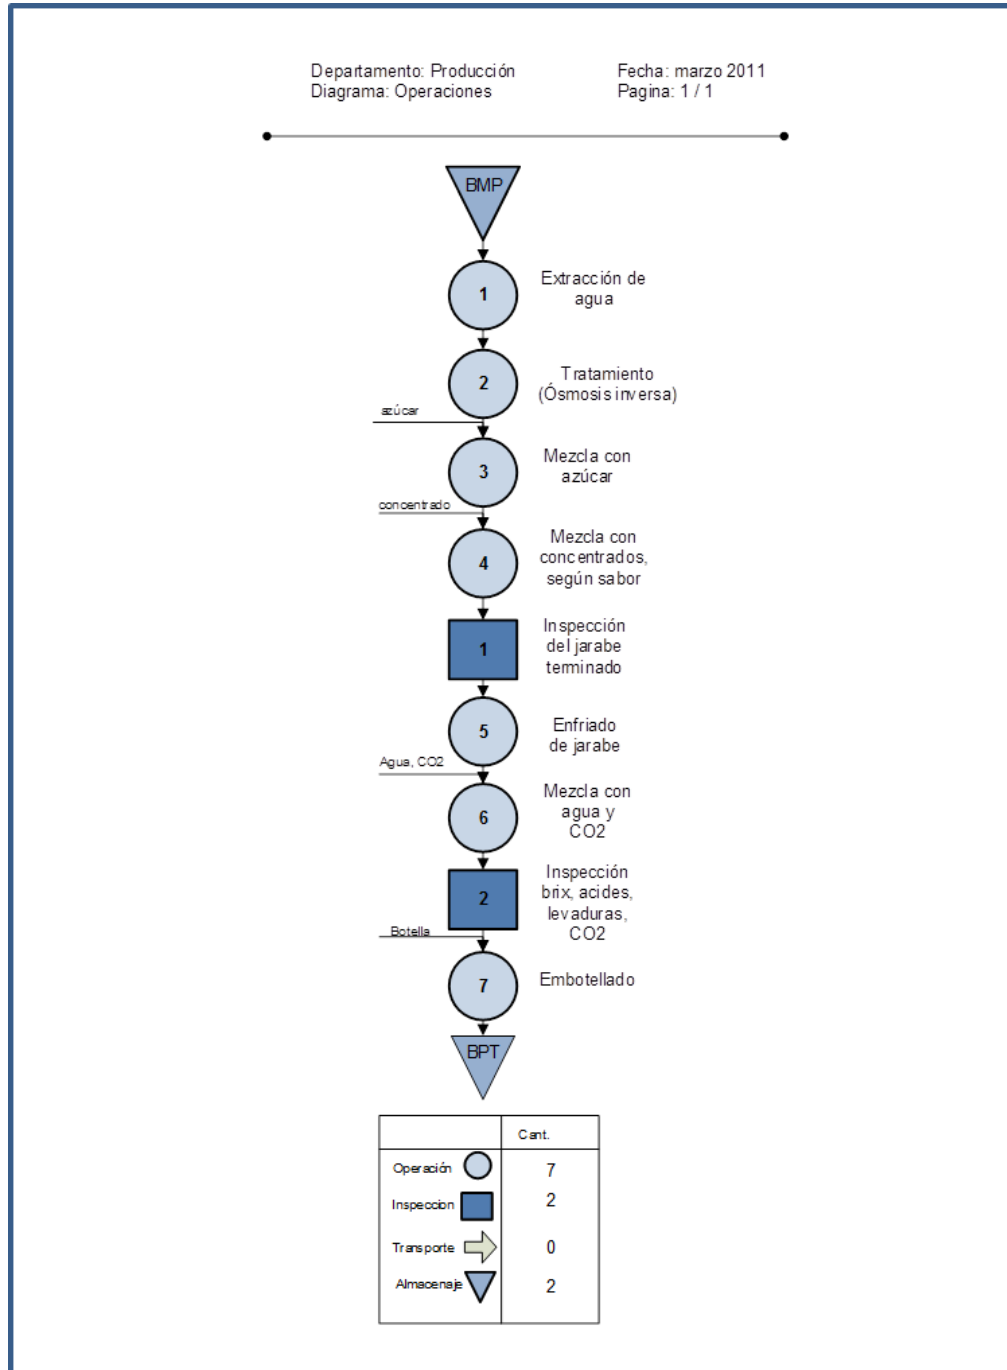 Departamento: Producción
Fecha: marzo 2011
Diagrama: Operaciones
Pagina: 1 / 1
BMP
1
Extracción de
agua
2
Tratamiento
(Ósmosis inversa)
azúcar
3
Mezcla con
azúcar
concentrado
4
Mezcla con
concentrados,
según sabor
1
Inspección
del jarabe
terminado
5
Enfriado
de jarabe
Agua, CO2
6
Mezcla con
agua y
CO2
2
Inspección
brix, acides,
levaduras,
CO2
Botella
7
Embotellado
BPT
Cant.
Operación 7
Inspeccion 2
Transporte 0
Almacenaje 2